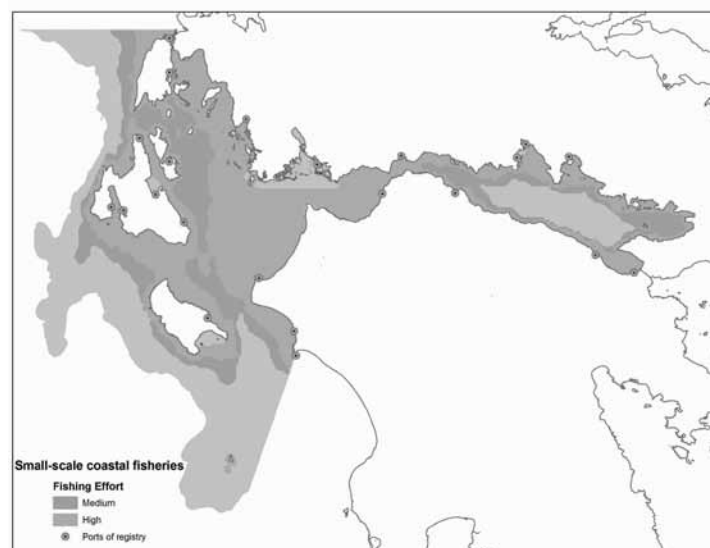 Small-scale coastal fisheries
Fishing Effort
Medium
High
Ports of registry